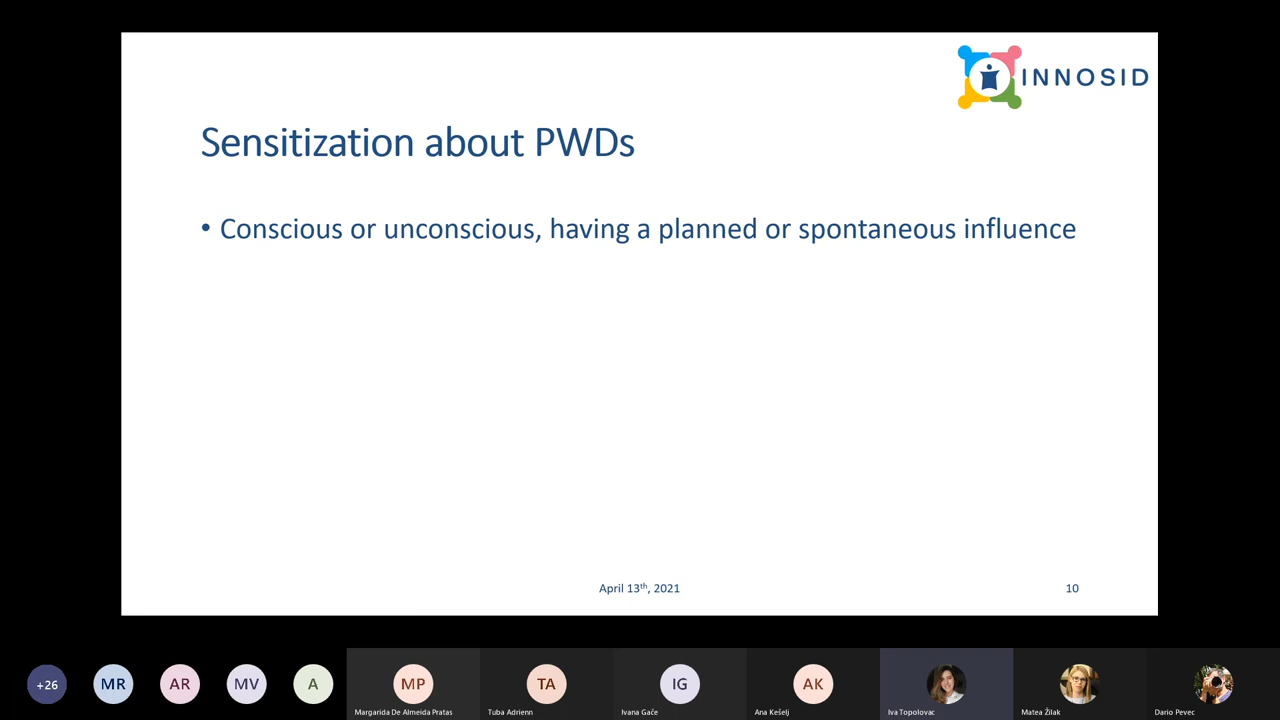 INNOSID
Sensitization about PWDs
• Conscious or unconscious, having a planned or spontaneous influence
April 13th, 2021
10
+26
MR
AR
MV
A
MP
TA
IG
AK
Margarida De Almeida Pratas
Tuba Adrienn
Ivana Gače
Ana Kešelj
Iva Topolovac
Matea Žilak
Dario Pevec